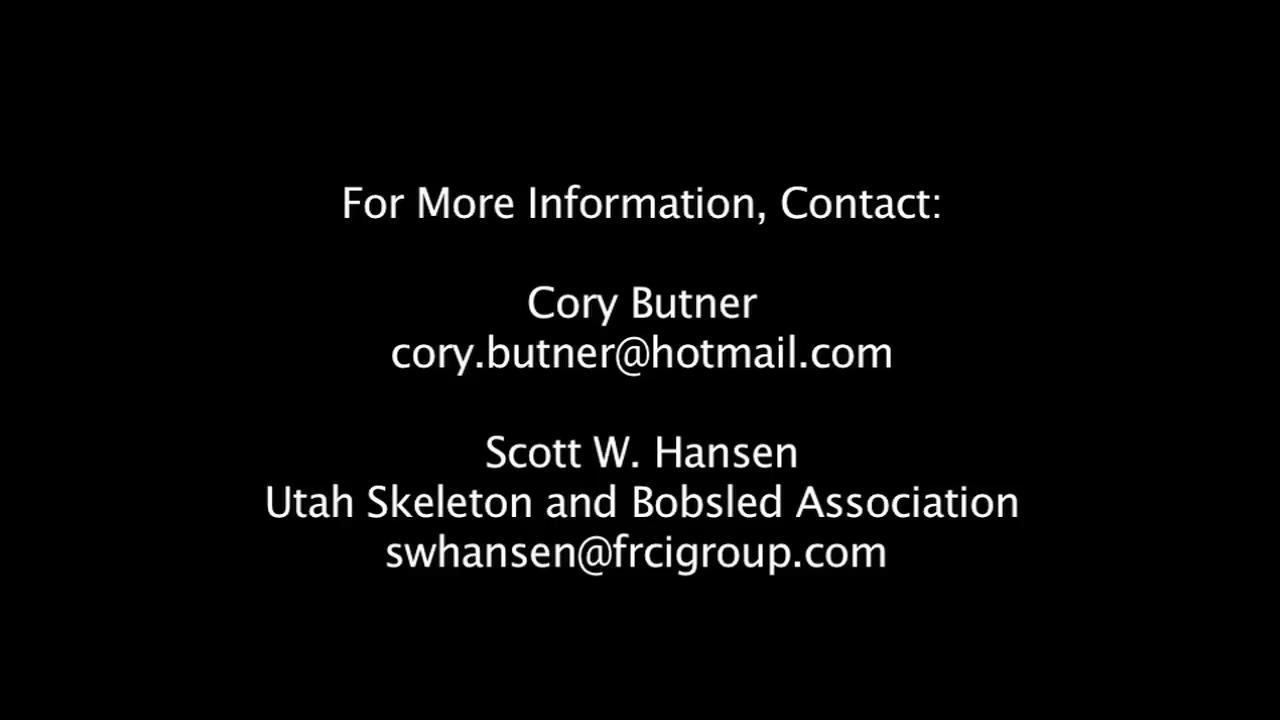 For More Information, Contact:
Cory Butner
cory.butner@hotmail.com
Scott W. Hansen
Utah Skeleton and Bobsled Association
swhansen@frcigroup.com